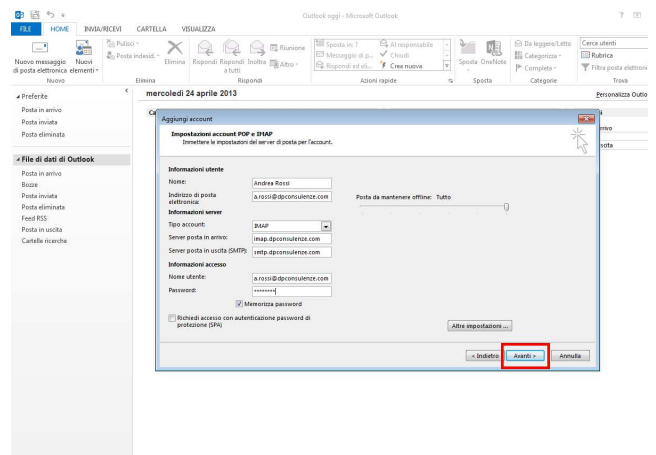 Outlook oggi - Microsoft Outlook
FILE HOME INVIA/RICEVI CARTELLA VISUALIZZA
Nuovo messaggio di posta elettronica
Nuovi elementi
Nuovo
Pulisci
Posta indesid.
Elimina
Elimina
Rispondi
Rispondi a tutti
Inoltra
Riunione
Altro
Rispondi
Sposta in: ?
Messaggio di p...
Rispondi ed eli...
Al responsabile
Chiudi
Crea nuova
Azioni rapide
Sposta
OneNote
Sposta
Da leggere/Letto
Categorizza
Completa
Categorie
Cerca utenti
Rubrica
Filtra posta elettroni
Trova
Preferite
Posta in arrivo
Posta inviata
Posta eliminata
File di dati di Outlook
Posta in arrivo
Bozze
Posta inviata
Posta eliminata
Feed RSS
Posta in uscita
Cartelle ricerche
mercoledì 24 aprile 2013
Personalizza Outlo
Ca
rrivo
scita
Aggiungi account
Impostazioni account POP e IMAP
Immettere le impostazioni del server di posta per l'account.
Informazioni utente
Nome: Andrea Rossi
Indirizzo di posta elettronica: a.rossi@dpconsulenze.com
Posta da mantenere offline: Tutto
Informazioni server
Tipo account: IMAP
Server posta in arrivo: imap.dpconsulenze.com
Server posta in uscita (SMTP): smtp.dpconsulenze.com
Informazioni accesso
Nome utente: a.rossi@dpconsulenze.com
Password: ********
Memorizza password
Richiedi accesso con autenticazione password di
protezione (SPA)
Altre impostazioni ...
< Indietro Avanti > Annulla